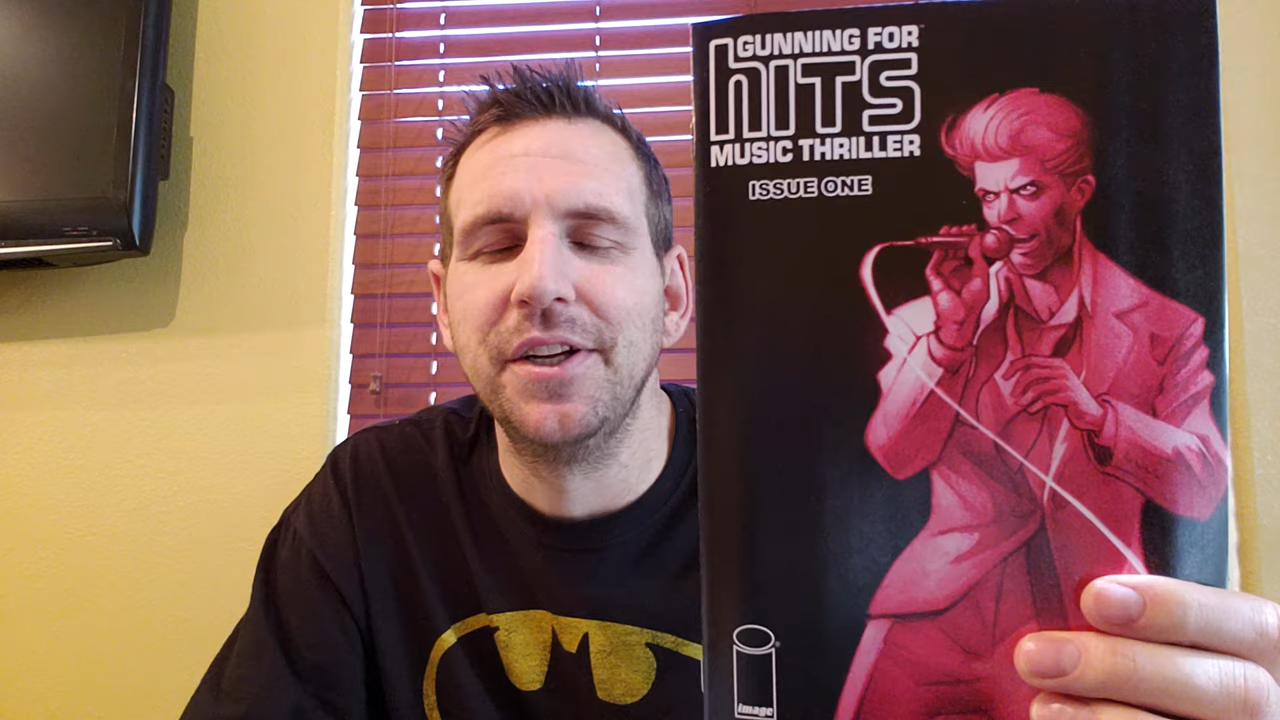 GUNNING FOR
hITS
MUSIC THRILLER
ISSUE ONE
image